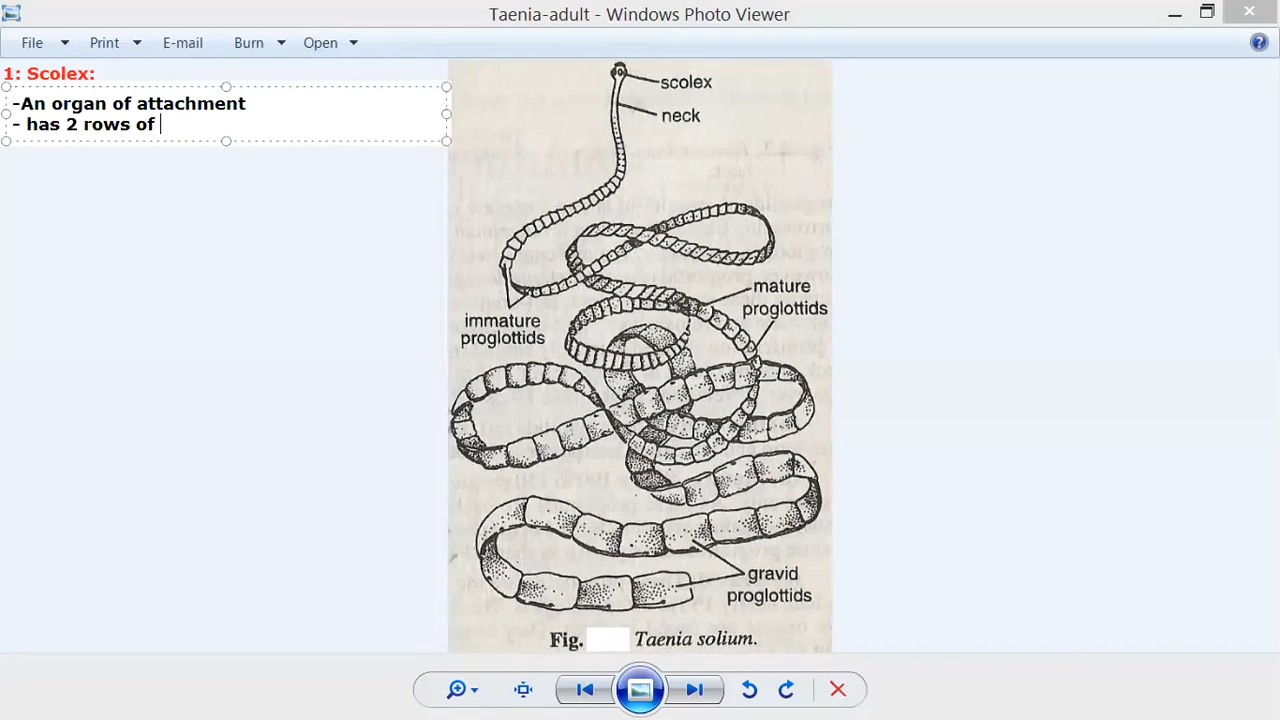 Taenia-adult - Windows Photo Viewer
File Print E-mail Burn Open
1: Scolex:
-An organ of attachment
- has 2 rows of
scolex
neck
mature
proglottids
immature
proglottids
gravid
proglottids
Fig. Taenia solium.